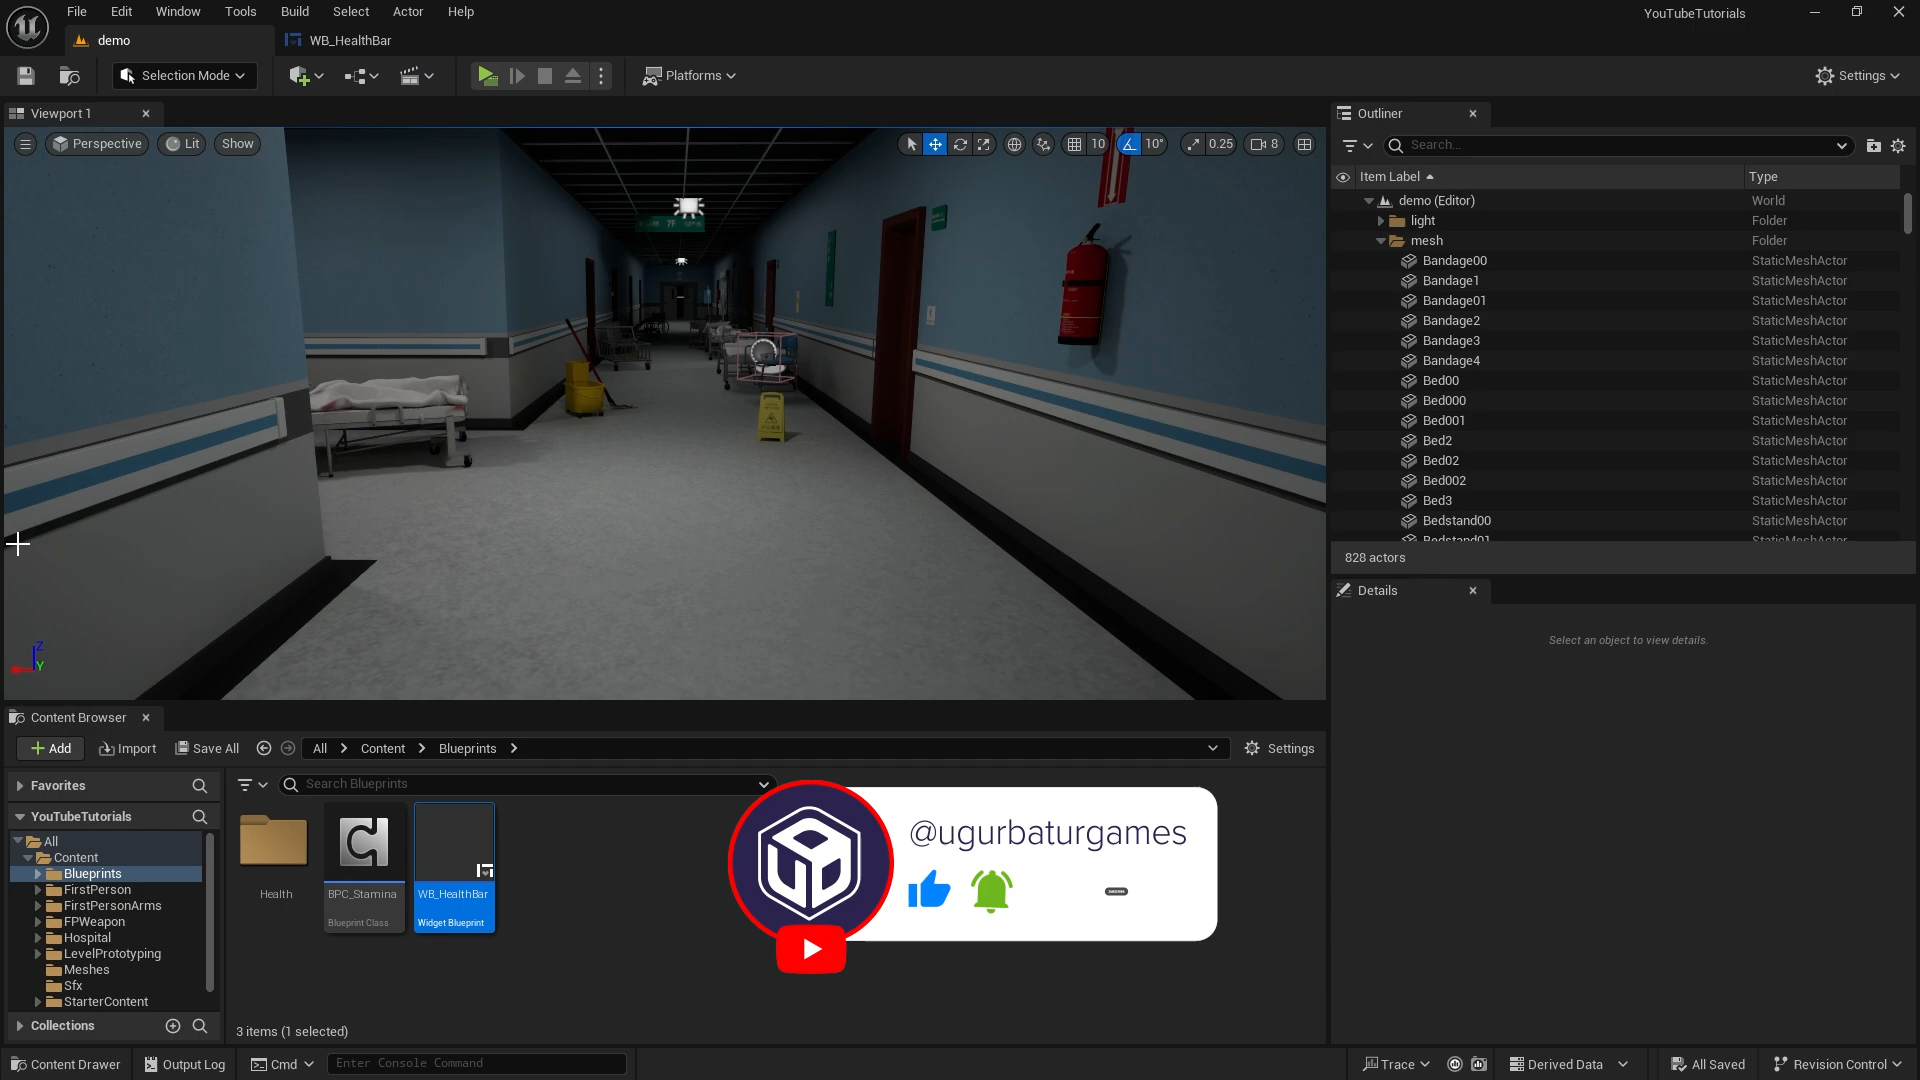 File Edit Window Tools Build Select Actor Help
YouTubeTutorials
demo
WB_HealthBar
Selection Mode
Platforms
Settings
Viewport 1
Outliner
Perspective
Lit
Show
10
10°
0.25
8
Search...
Item Label
Type
demo (Editor) World
light Folder
mesh Folder
Bandage00 StaticMeshActor
Bandage1 StaticMeshActor
Bandage01 StaticMeshActor
Bandage2 StaticMeshActor
Bandage3 StaticMeshActor
Bandage4 StaticMeshActor
Bed00 StaticMeshActor
Bed000 StaticMeshActor
Bed001 StaticMeshActor
Bed2 StaticMeshActor
Bed02 StaticMeshActor
Bed002 StaticMeshActor
Bed3 StaticMeshActor
Bedstand00 StaticMeshActor
Bedstand01 StaticMeshActor
828 actors
Details
Select an object to view details.
7F
Z
Y
Content Browser
Add
Import
Save All
All
Content
Blueprints
Settings
Favorites
Search Blueprints
YouTubeTutorials
All
Content
Blueprints
FirstPerson
FirstPersonArms
FPWeapon
Hospital
LevelPrototyping
Meshes
Sfx
StarterContent
Collections
Health
BPC_Stamina
Blueprint Class
WB_HealthBar
Widget Blueprint
@ugurbaturgames
3 items (1 selected)
Content Drawer
Output Log
Cmd
Enter Console Command
Trace
Derived Data
All Saved
Revision Control